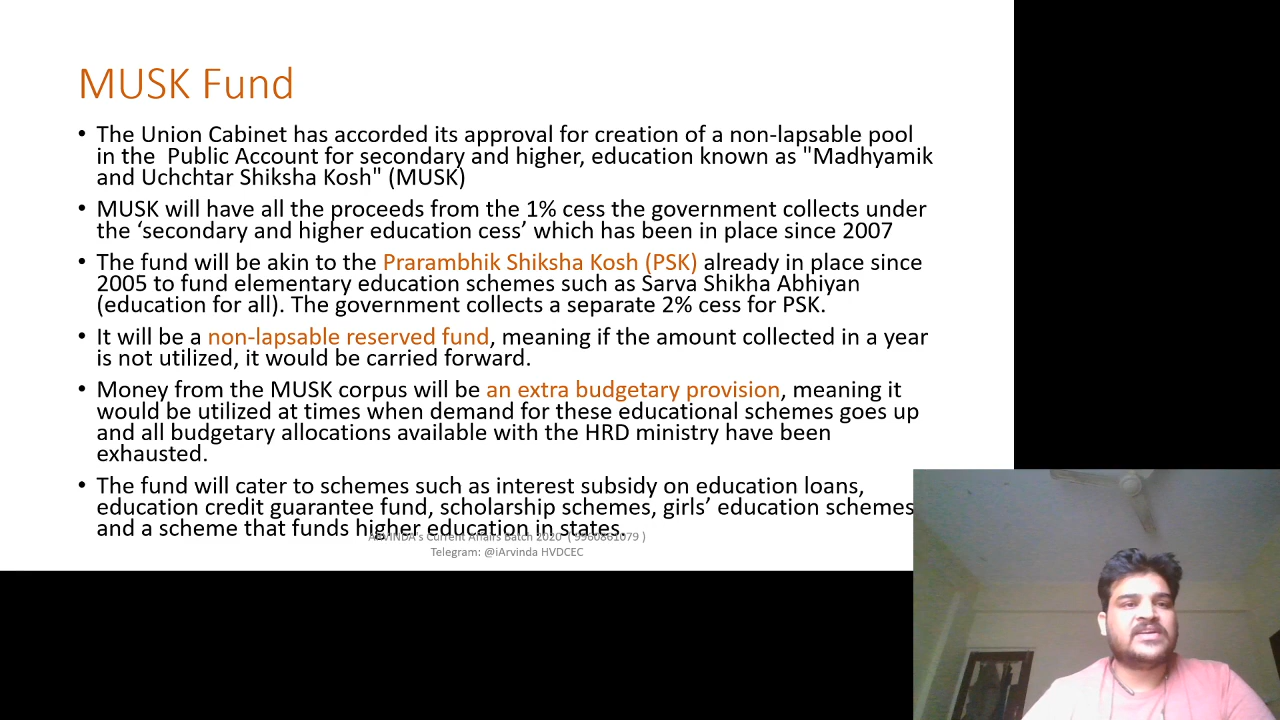 MUSK Fund
• The Union Cabinet has accorded its approval for creation of a non-lapsable pool
in the  Public Account for secondary and higher, education known as "Madhyamik
and Uchchtar Shiksha Kosh" (MUSK)
• MUSK will have all the proceeds from the 1% cess the government collects under
the ‘secondary and higher education cess’ which has been in place since 2007
• The fund will be akin to the Prarambhik Shiksha Kosh (PSK) already in place since
2005 to fund elementary education schemes such as Sarva Shikha Abhiyan
(education for all). The government collects a separate 2% cess for PSK.
• It will be a non-lapsable reserved fund, meaning if the amount collected in a year
is not utilized, it would be carried forward.
• Money from the MUSK corpus will be an extra budgetary provision, meaning it
would be utilized at times when demand for these educational schemes goes up
and all budgetary allocations available with the HRD ministry have been
exhausted.
• The fund will cater to schemes such as interest subsidy on education loans,
education credit guarantee fund, scholarship schemes, girls’ education schemes
and a scheme that funds higher education in states.
ARVINDA's Current Affairs Batch 2020 ( 9960861079 )
Telegram: @iArvinda HVDCEC